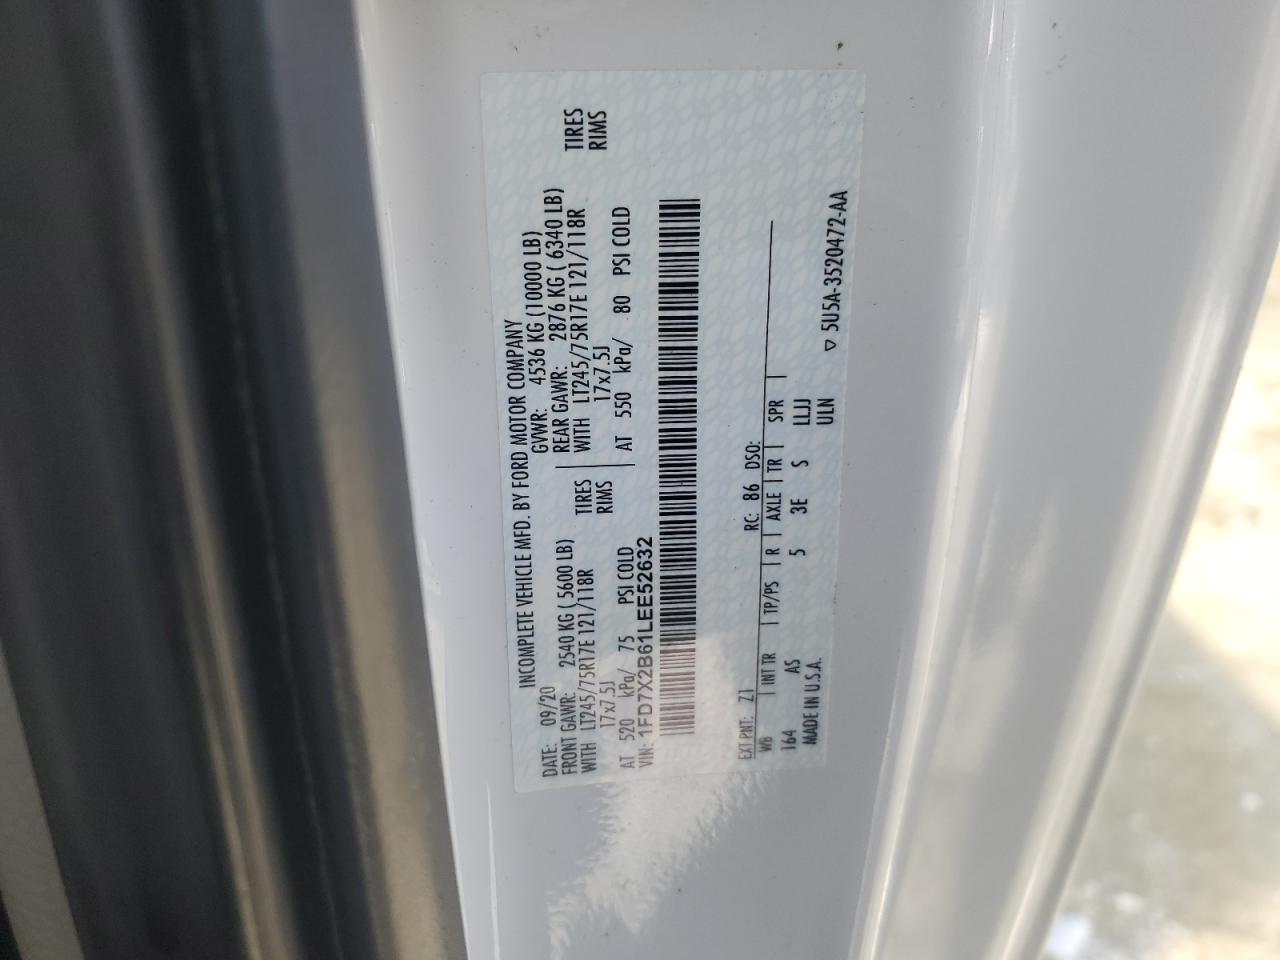 INCOMPLETE VEHICLE MFD. BY FORD MOTOR COMPANY
DATE: 09/20 GVWR: 4536 KG (10000 LB)
FRONT GAWR: 2540 KG ( 5600 LB) REAR GAWR: 2876 KG ( 6340 LB)
WITH LT245/75R17E 121/118R TIRES WITH LT245/75R17E 121/118R TIRES
17x7.5J RIMS 17x7.5J RIMS
AT 520 kPa/ 75 PSI COLD AT 550 kPa/ 80 PSI COLD
VIN: 1FD7X2B61LEE52632
EXT PNT: Z1 RC: 86 DSO:
WB INT TR TP/PS R AXLE TR SPR
164 AS 5 3E S LLJJ
MADE IN U.S.A. ULN
▽ 5U5A-3520472-AA